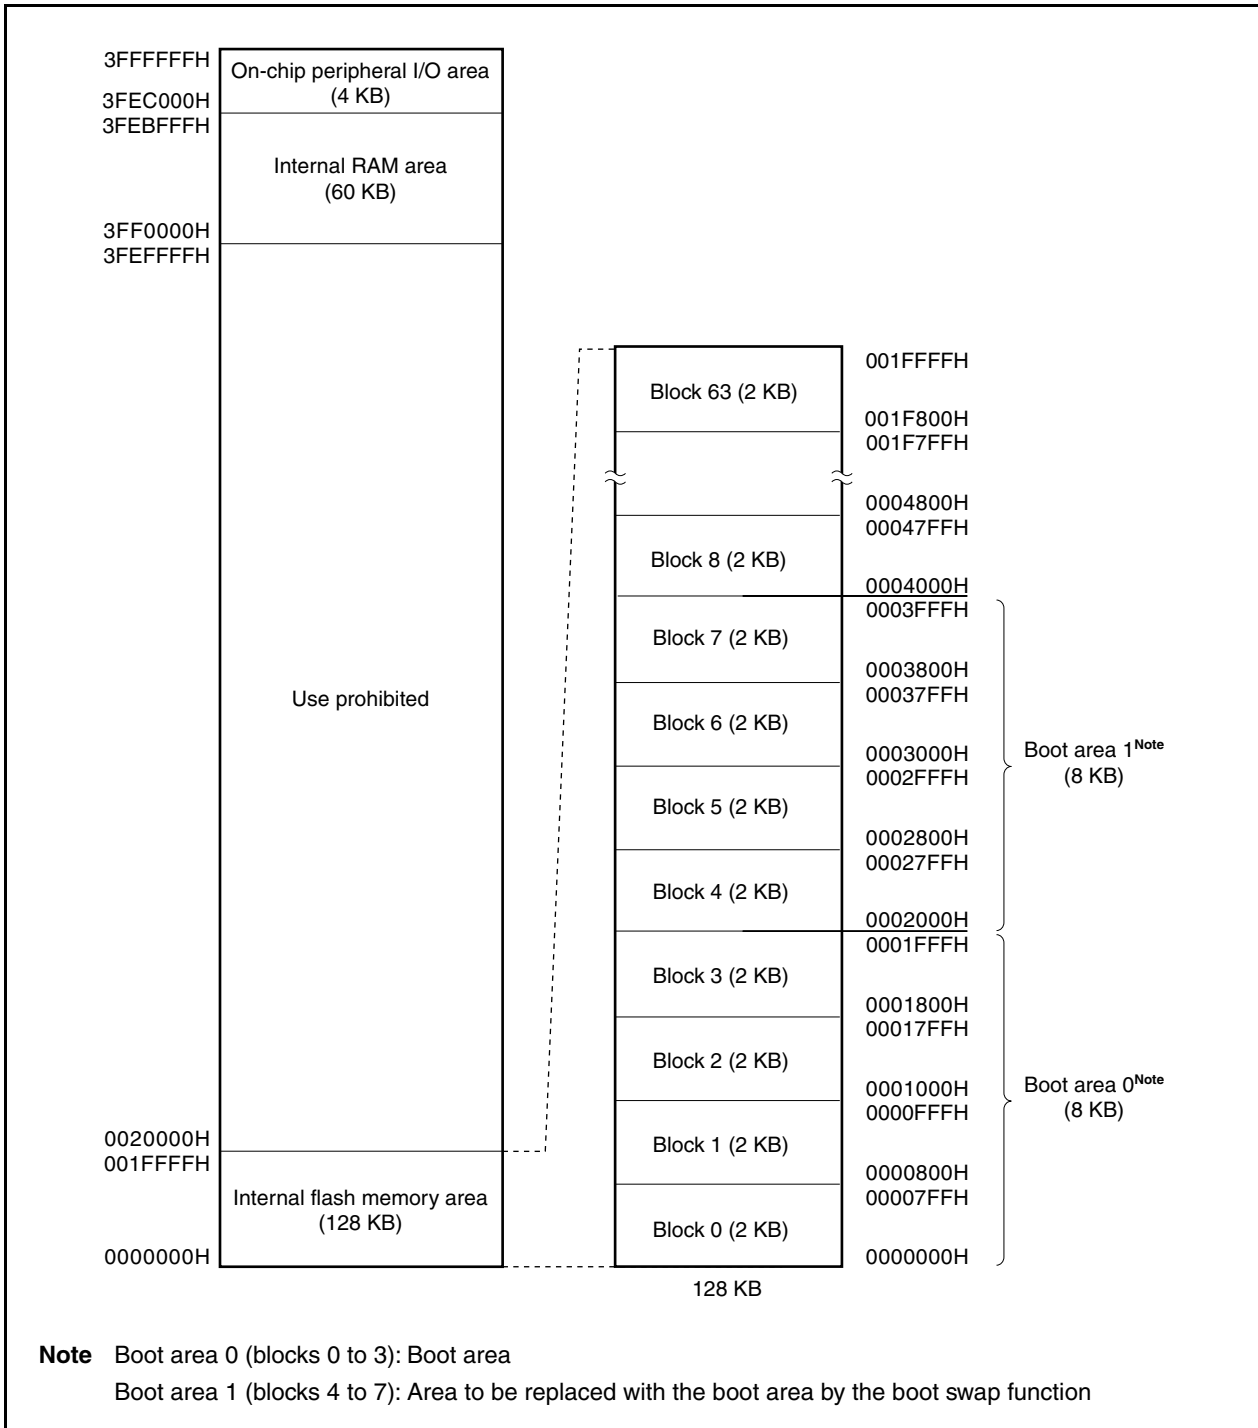 3FFFFFFH
On-chip peripheral I/O area
(4 KB)
3FEC000H
3FEBFFFH
Internal RAM area
(60 KB)
3FF0000H
3FEFFFFH
Use prohibited
0020000H
001FFFFH
Internal flash memory area
(128 KB)
0000000H
001FFFFH
Block 63 (2 KB)
001F800H
001F7FFH
0004800H
00047FFH
Block 8 (2 KB)
0004000H
0003FFFH
Block 7 (2 KB)
0003800H
00037FFH
Block 6 (2 KB)
0003000H
0002FFFH
Block 5 (2 KB)
0002800H
00027FFH
Block 4 (2 KB)
0002000H
0001FFFH
Block 3 (2 KB)
0001800H
00017FFH
Block 2 (2 KB)
0001000H
0000FFFH
Block 1 (2 KB)
0000800H
00007FFH
Block 0 (2 KB)
0000000H
128 KB
Boot area 1Note
(8 KB)
Boot area 0Note
(8 KB)
Note Boot area 0 (blocks 0 to 3): Boot area
Boot area 1 (blocks 4 to 7): Area to be replaced with the boot area by the boot swap function